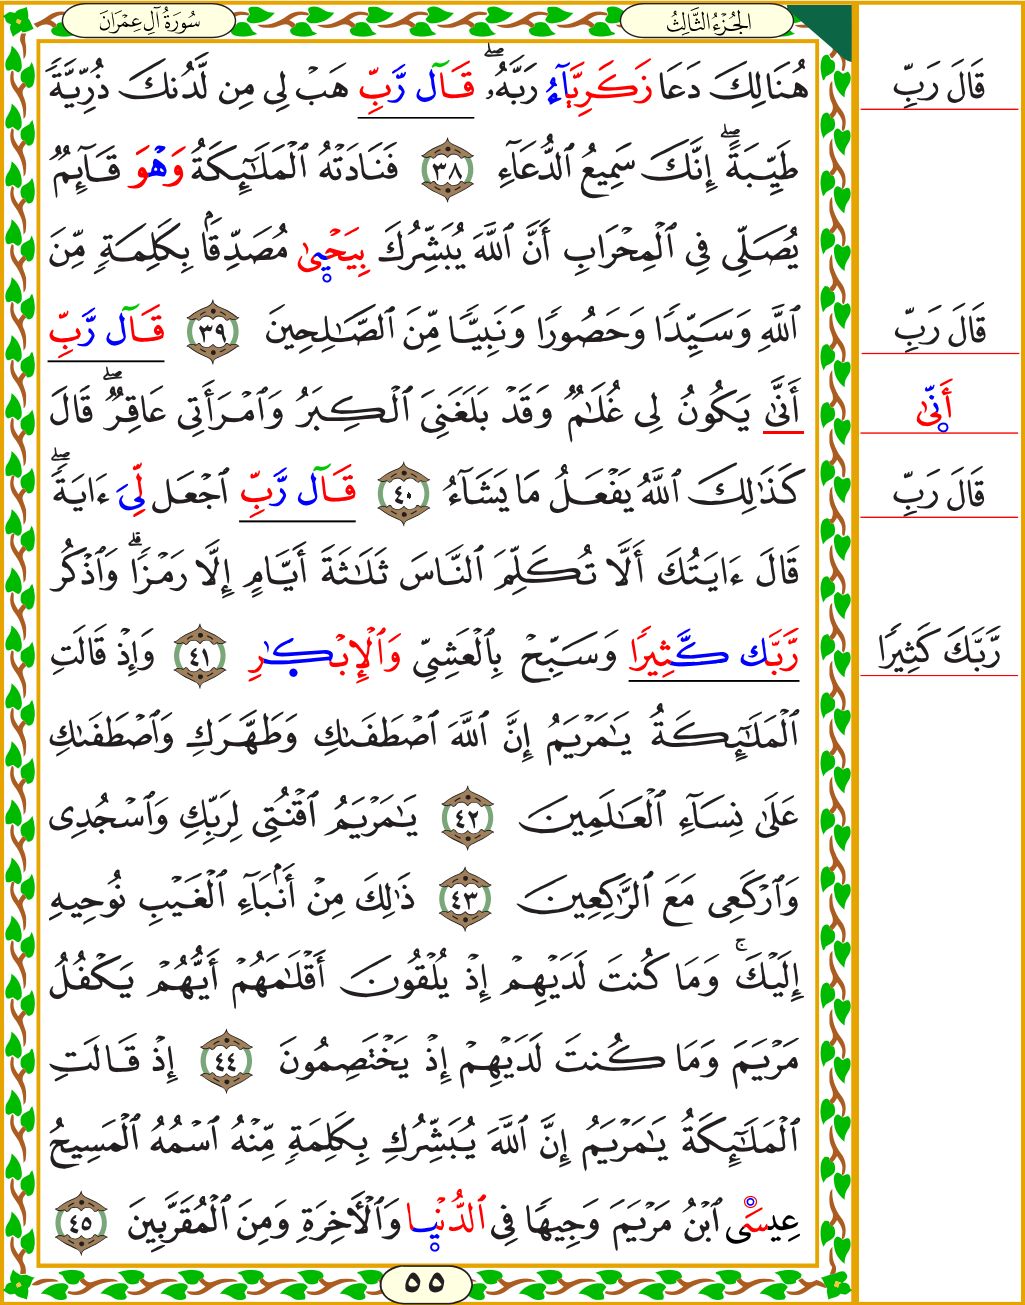 سُورَةُ آلِ عِمْرَانَ
الجُزْءُ الثَّالِثُ
هُنَالِكَ دَعَا زَكَرِيَّآءُ رَبَّهُۥۖ قَالَ رَّبِّ هَبْ لِي مِن لَّدُنكَ ذُرِّيَّةً
طَيِّبَةًۖ إِنَّكَ سَمِيعُ ٱلدُّعَآءِ ٣٨ فَنَادَتْهُ ٱلْمَلَٰٓئِكَةُ وَهْوَ قَآئِمٌ
يُصَلِّى فِى ٱلْمِحْرَابِ أَنَّ ٱللَّهَ يُبَشِّرُكَ بِيَحْيىٰ مُصَدِّقًۢا بِكَلِمَةٍ مِّنَ
ٱللَّهِ وَسَيِّدًا وَحَصُورًا وَنَبِيًّا مِّنَ ٱلصَّٰلِحِينَ ٣٩ قَالَ رَّبِّ
أَنَّىٰ يَكُونُ لِى غُلَٰمٌ وَقَدْ بَلَغَنِىَ ٱلْكِبَرُ وَٱمْرَأَتِى عَاقِرٌۖ قَالَ
كَذَٰلِكَ ٱللَّهُ يَفْعَلُ مَا يَشَآءُ ٤٠ قَالَ رَّبِّ ٱجْعَل لِّىَ ءَايَةًۖ
قَالَ ءَايَتُكَ أَلَّا تُكَلِّمَ ٱلنَّاسَ ثَلَٰثَةَ أَيَّامٍ إِلَّا رَمْزًاۗ وَٱذْكُر
رَّبَّك كَّثِيرًا وَسَبِّحْ بِٱلْعَشِىِّ وَٱلْإِبْكَٰرِ ٤١ وَإِذْ قَالَتِ
ٱلْمَلَٰٓئِكَةُ يَٰمَرْيَمُ إِنَّ ٱللَّهَ ٱصْطَفَىٰكِ وَطَهَّرَكِ وَٱصْطَفَىٰكِ
عَلَىٰ نِسَآءِ ٱلْعَٰلَمِينَ ٤٢ يَٰمَرْيَمُ ٱقْنُتِى لِرَبِّكِ وَٱسْجُدِى
وَٱرْكَعِى مَعَ ٱلرَّٰكِعِينَ ٤٣ ذَٰلِكَ مِنْ أَنۢبَآءِ ٱلْغَيْبِ نُوحِيهِ
إِلَيْكَۚ وَمَا كُنتَ لَدَيْهِمْ إِذْ يُلْقُونَ أَقْلَٰمَهُمْ أَيُّهُمْ يَكْفُلُ
مَرْيَمَ وَمَا كُنتَ لَدَيْهِمْ إِذْ يَخْتَصِمُونَ ٤٤ إِذْ قَالَتِ
ٱلْمَلَٰٓئِكَةُ يَٰمَرْيَمُ إِنَّ ٱللَّهَ يُبَشِّرُكِ بِكَلِمَةٍ مِّنْهُ ٱسْمُهُ ٱلْمَسِيحُ
عِيسَى ٱبْنُ مَرْيَمَ وَجِيهًا فِى ٱلدُّنْيا وَٱلْأَخِرَةِ وَمِنَ ٱلْمُقَرَّبِينَ ٤٥
٥٥
قَالَ رَبِّ
قَالَ رَبِّ
أَنّىٰ
قَالَ رَبِّ
رَّبَّكَ كَثِيرًا